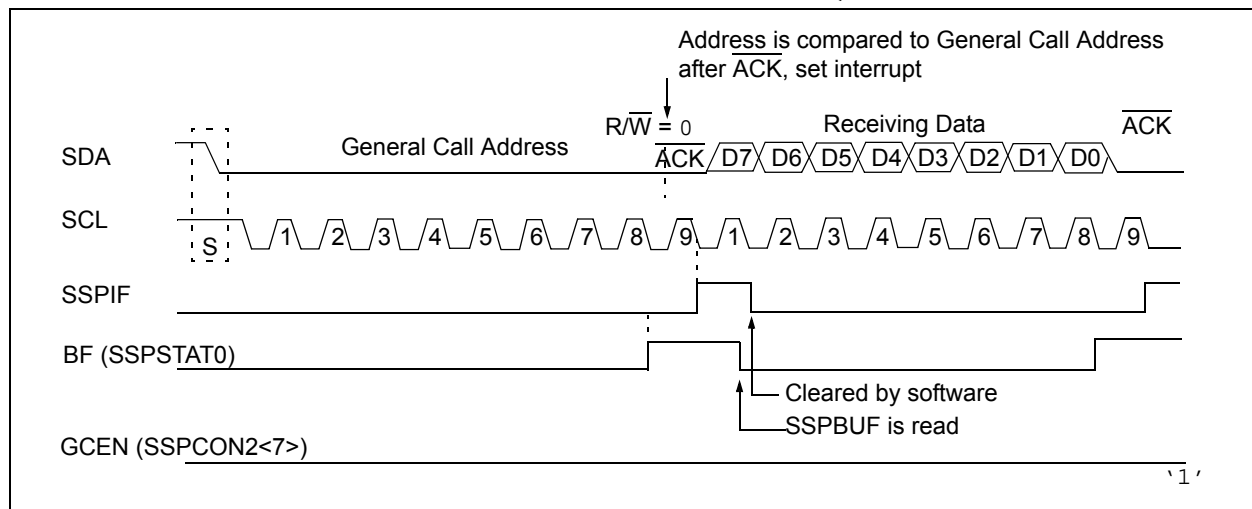 Address is compared to General Call Address
after ACK, set interrupt
R/W = 0
Receiving Data
ACK
SDA
General Call Address
ACK
D7 D6 D5 D4 D3 D2 D1 D0
SCL
S
1 2 3 4 5 6 7 8 9 1 2 3 4 5 6 7 8 9
SSPIF
BF (SSPSTAT0)
Cleared by software
SSPBUF is read
GCEN (SSPCON2<7>)
‘1’